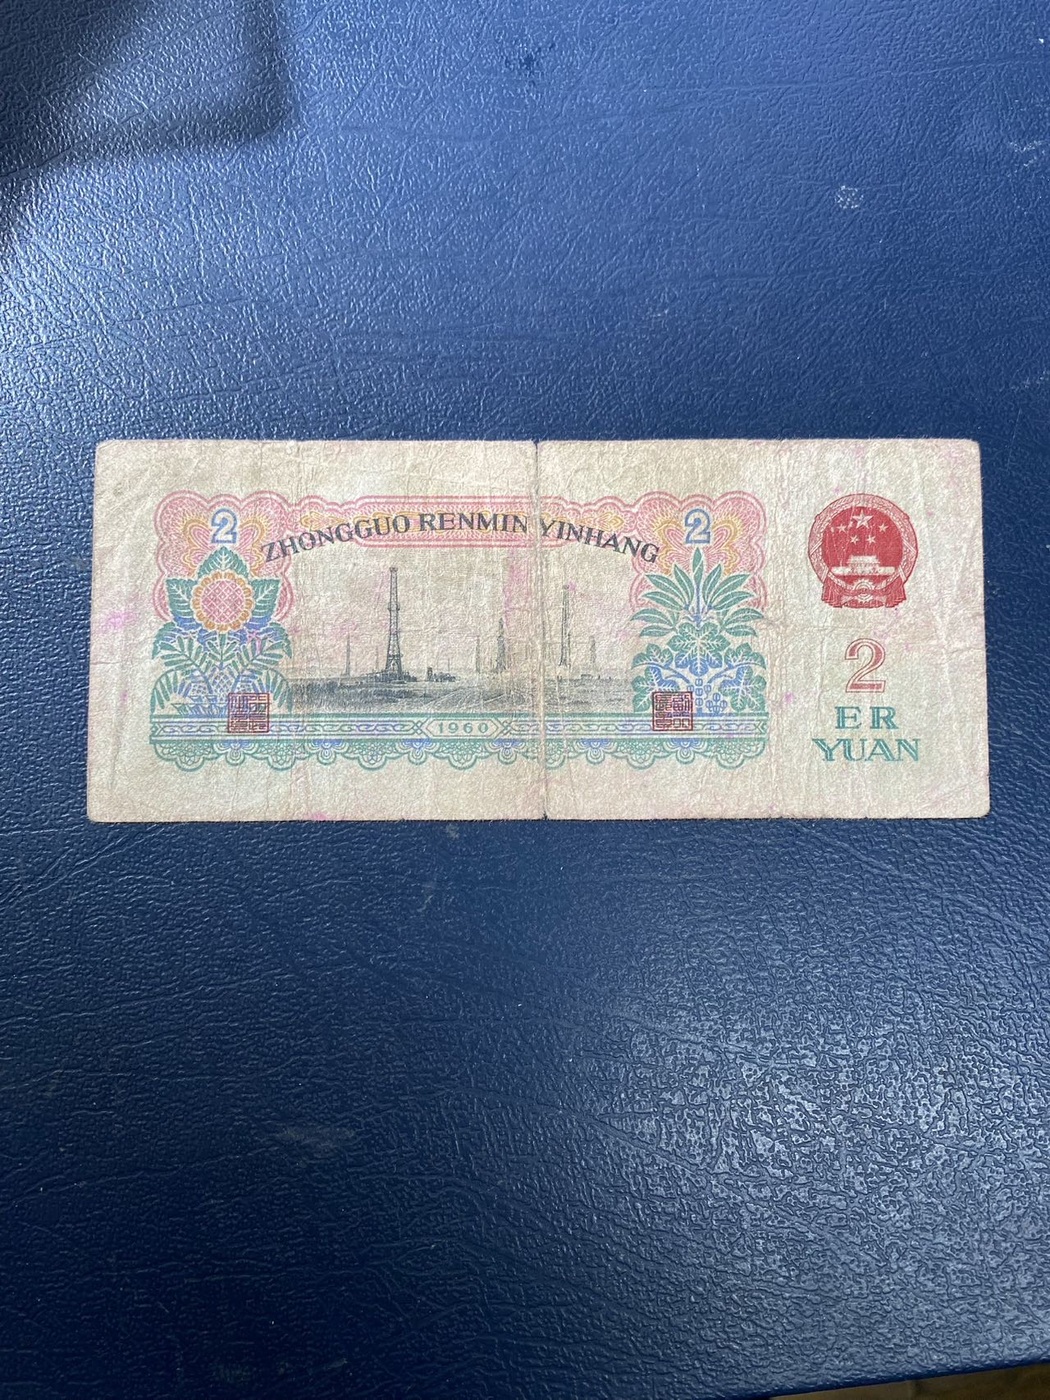 2
2
ZHONGGUO RENMIN YINHANG
2
ER
YUAN
1960